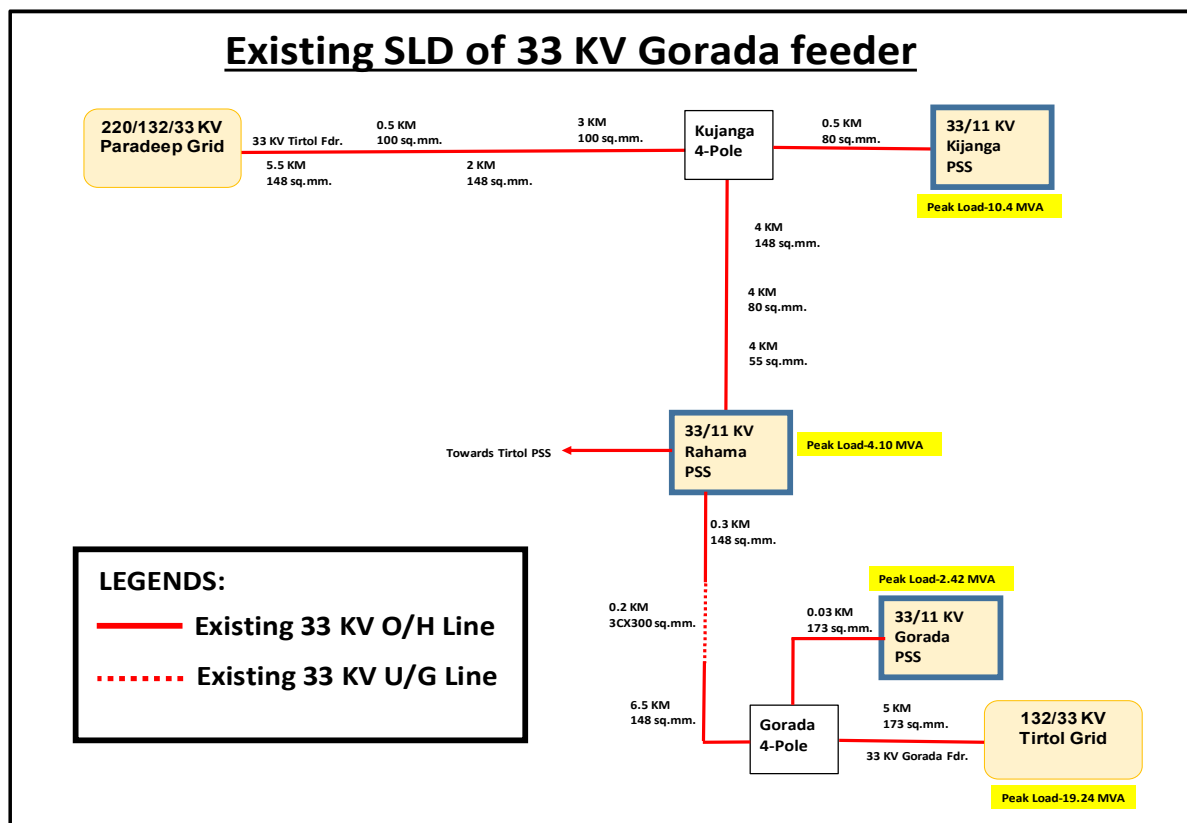 Existing SLD of 33 KV Gorada feeder
220/132/33 KV
Paradeep Grid
33 KV Tirtol Fdr.
0.5 KM
100 sq.mm.
3 KM
100 sq.mm.
5.5 KM
148 sq.mm.
2 KM
148 sq.mm.
Kujanga
4-Pole
0.5 KM
80 sq.mm.
33/11 KV
Kijanga
PSS
Peak Load-10.4 MVA
4 KM
148 sq.mm.
4 KM
80 sq.mm.
4 KM
55 sq.mm.
Towards Tirtol PSS
33/11 KV
Rahama
PSS
Peak Load-4.10 MVA
0.3 KM
148 sq.mm.
0.2 KM
3CX300 sq.mm.
6.5 KM
148 sq.mm.
Peak Load-2.42 MVA
0.03 KM
173 sq.mm.
33/11 KV
Gorada
PSS
Gorada
4-Pole
5 KM
173 sq.mm.
33 KV Gorada Fdr.
132/33 KV
Tirtol Grid
Peak Load-19.24 MVA
LEGENDS:
Existing 33 KV O/H Line
Existing 33 KV U/G Line